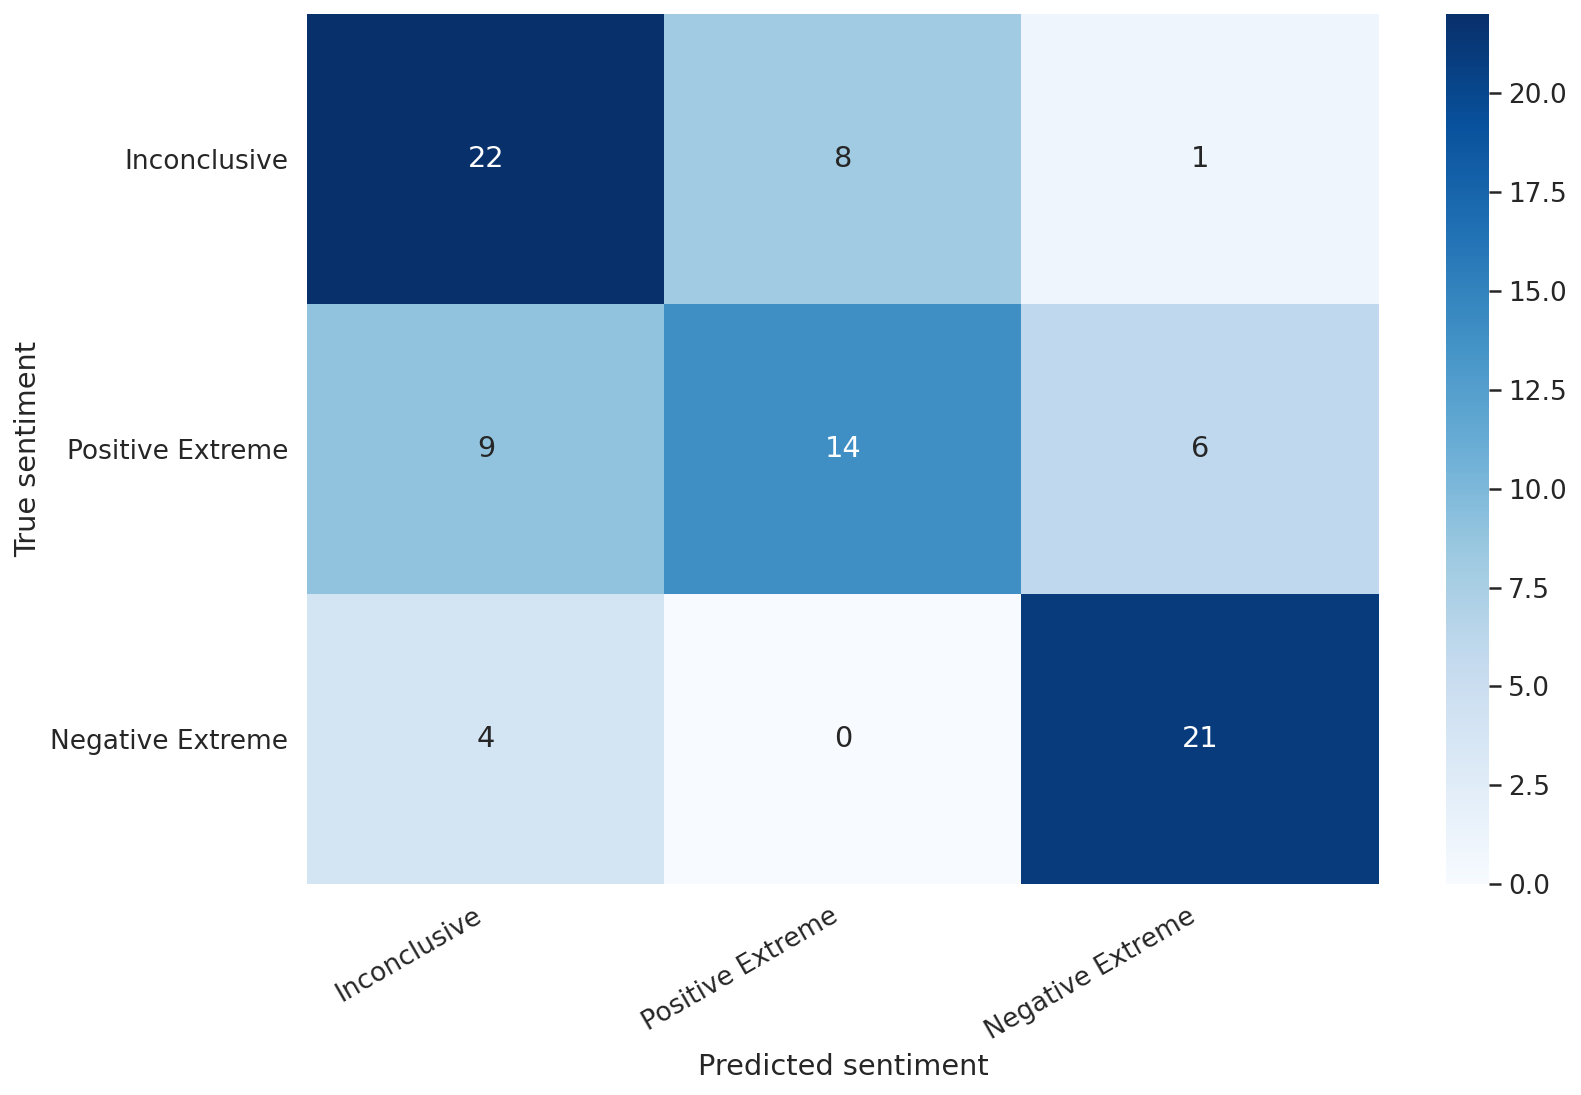 22 8 1
Inconclusive
9 14 6
Positive Extreme
4 0 21
Negative Extreme
True sentiment
Inconclusive
Positive Extreme
Negative Extreme
Predicted sentiment
20.0
17.5
15.0
12.5
10.0
7.5
5.0
2.5
0.0